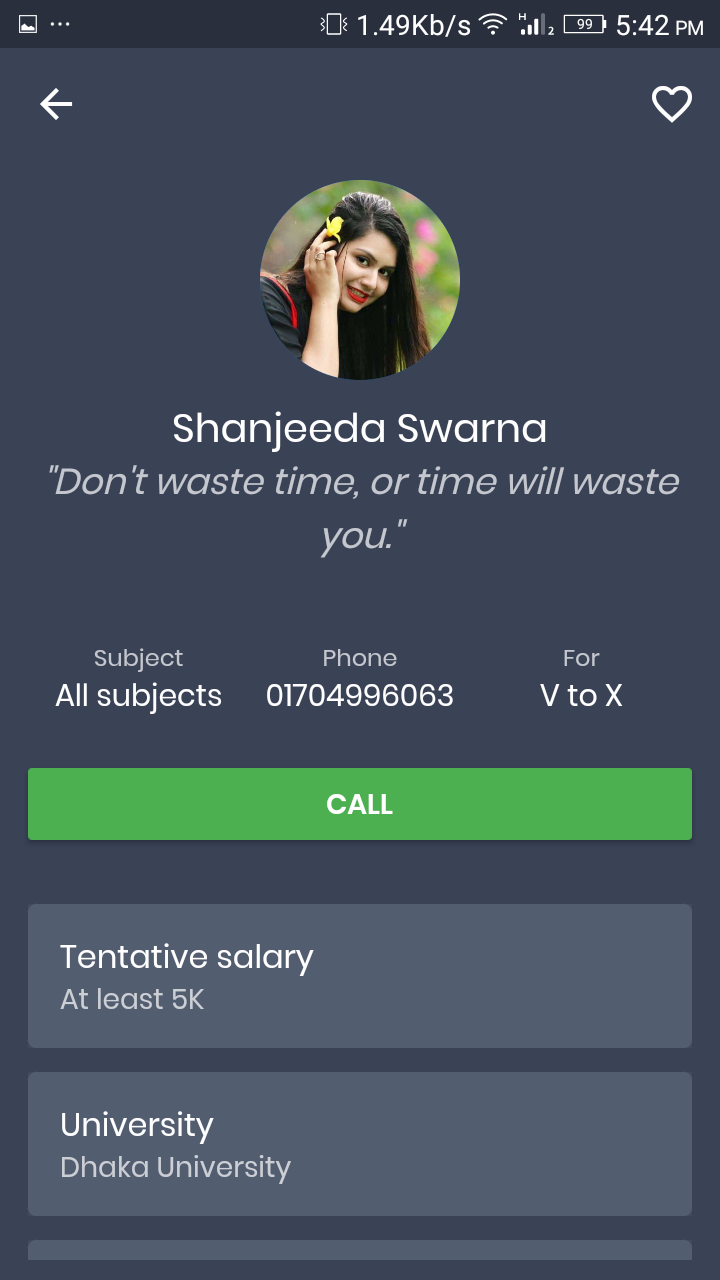 1.49Kb/s H 2 99 5:42 PM
Shanjeeda Swarna
"Don't waste time, or time will waste
you."
Subject Phone For
All subjects 01704996063 V to X
CALL
Tentative salary
At least 5K
University
Dhaka University